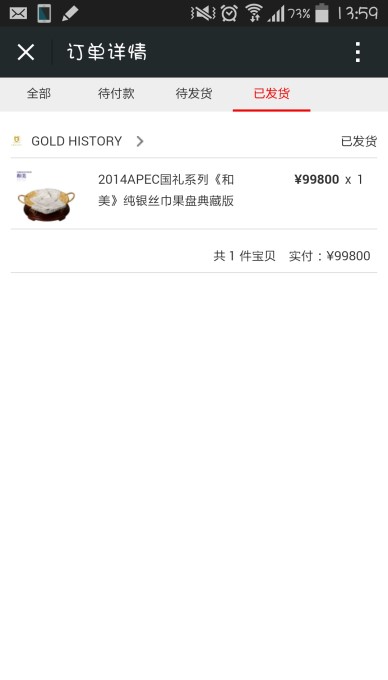 73% 13:59
订单详情
全部 待付款 待发货 已发货
GOLD HISTORY 已发货
2014APEC国礼系列《和 ¥99800 x 1
美》纯银丝巾果盘典藏版
共 1 件宝贝 实付：¥99800